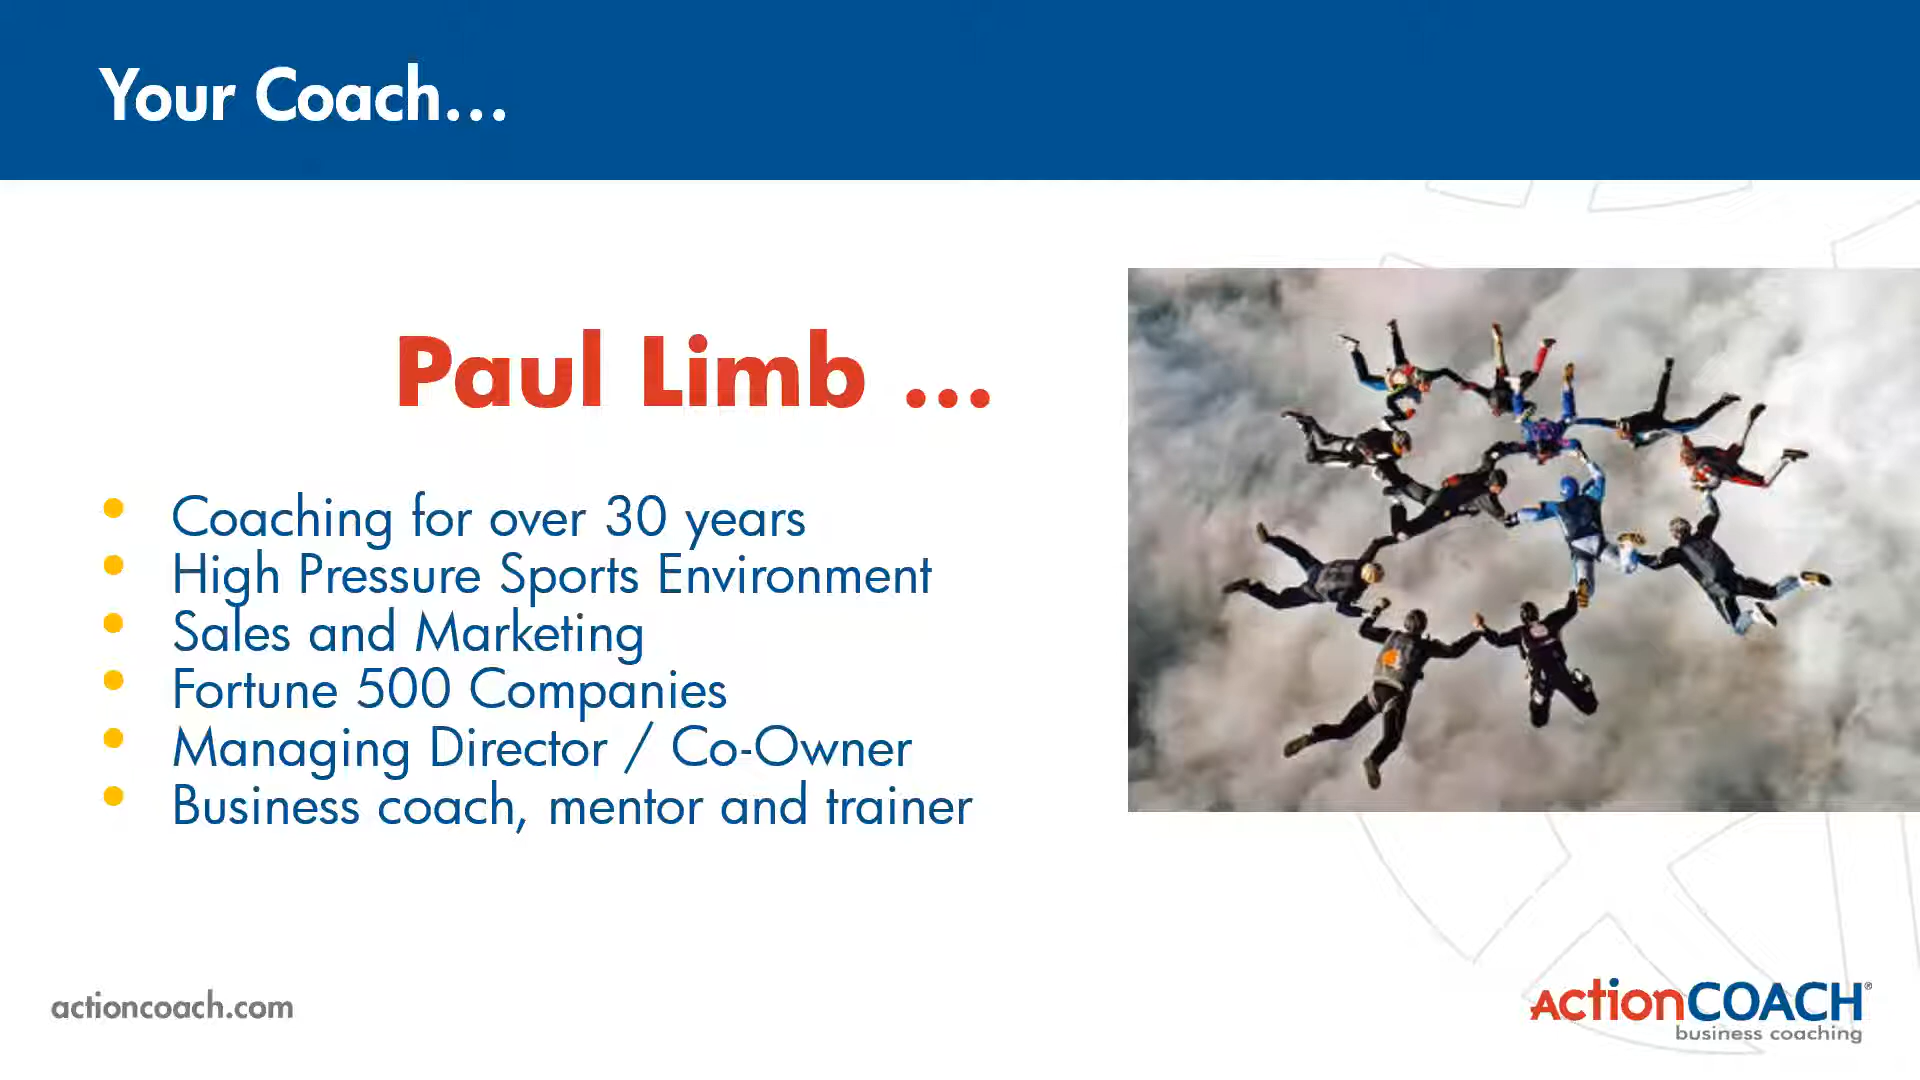 Your Coach...
Paul Limb ...
• Coaching for over 30 years
• High Pressure Sports Environment
• Sales and Marketing
• Fortune 500 Companies
• Managing Director / Co-Owner
• Business coach, mentor and trainer
actioncoach.com
ActionCOACH®
business coaching